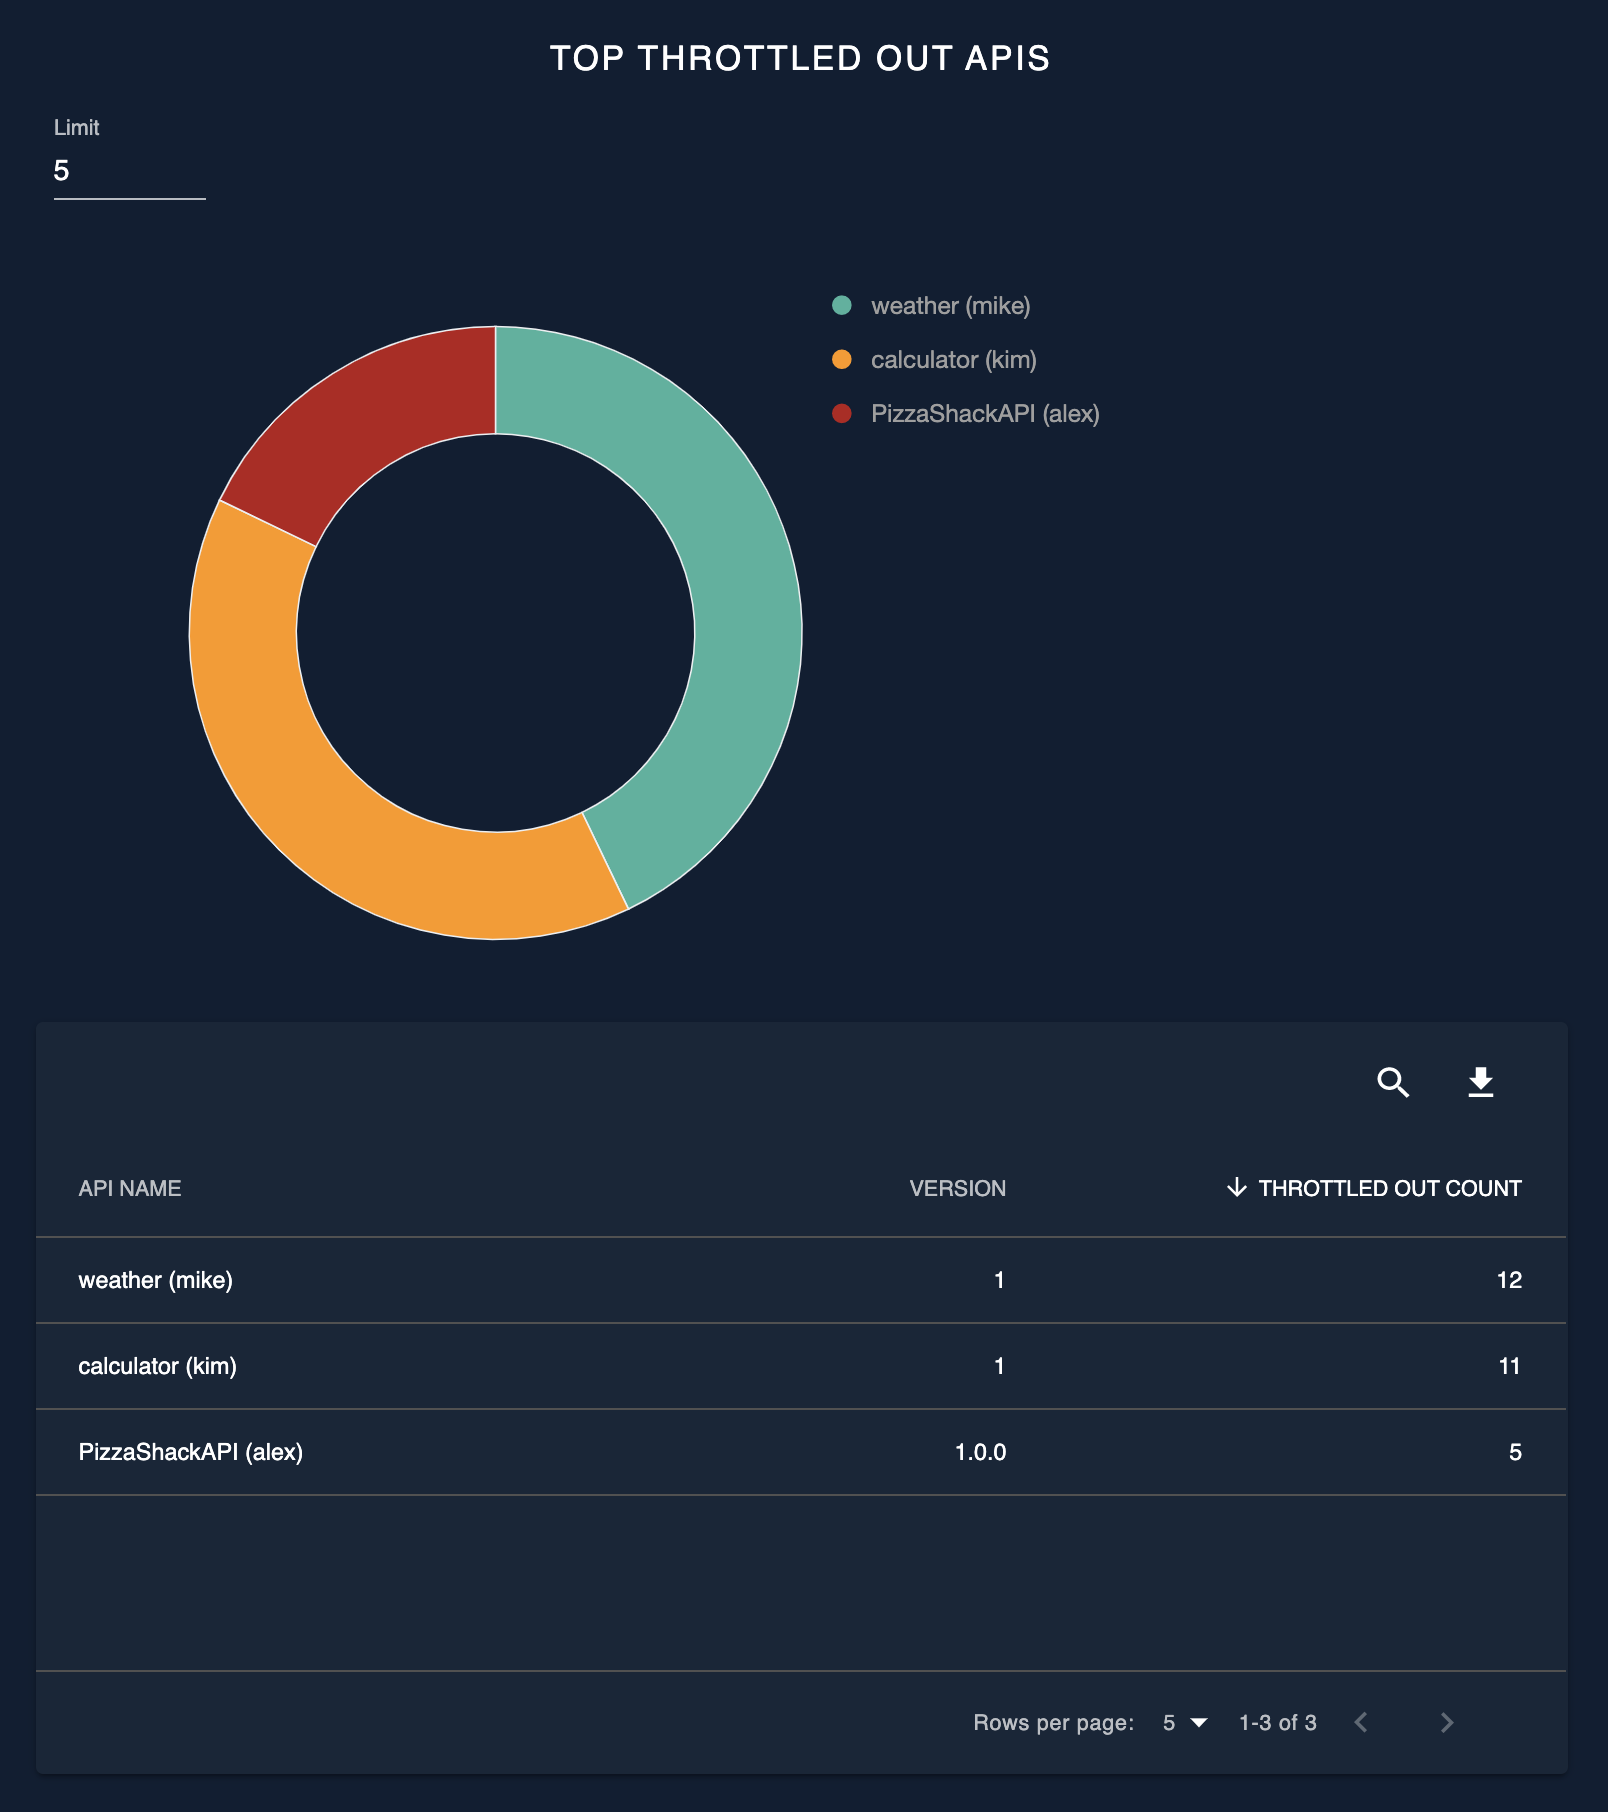 TOP THROTTLED OUT APIS
Limit
5
weather (mike)
calculator (kim)
PizzaShackAPI (alex)
API NAME VERSION THROTTLED OUT COUNT
weather (mike) 1 12
calculator (kim) 1 11
PizzaShackAPI (alex) 1.0.0 5
Rows per page: 5 1-3 of 3